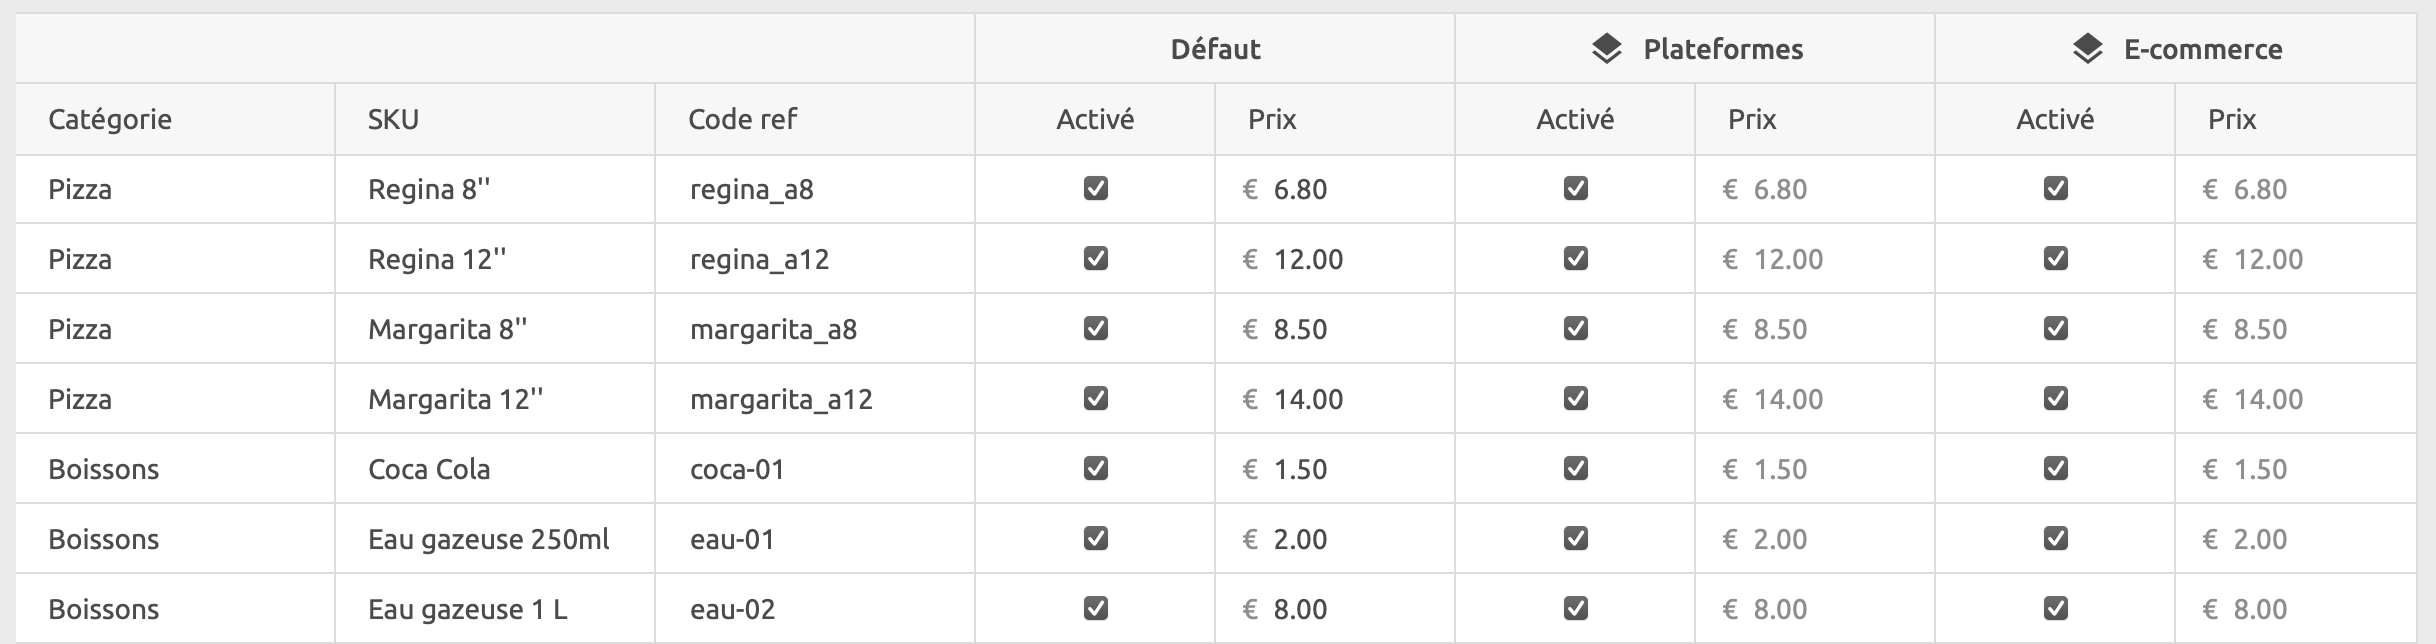 Défaut Plateformes E-commerce
Catégorie SKU Code ref Activé Prix Activé Prix Activé Prix
Pizza Regina 8'' regina_a8 € 6.80 € 6.80 € 6.80
Pizza Regina 12'' regina_a12 € 12.00 € 12.00 € 12.00
Pizza Margarita 8'' margarita_a8 € 8.50 € 8.50 € 8.50
Pizza Margarita 12'' margarita_a12 € 14.00 € 14.00 € 14.00
Boissons Coca Cola coca-01 € 1.50 € 1.50 € 1.50
Boissons Eau gazeuse 250ml eau-01 € 2.00 € 2.00 € 2.00
Boissons Eau gazeuse 1 L eau-02 € 8.00 € 8.00 € 8.00